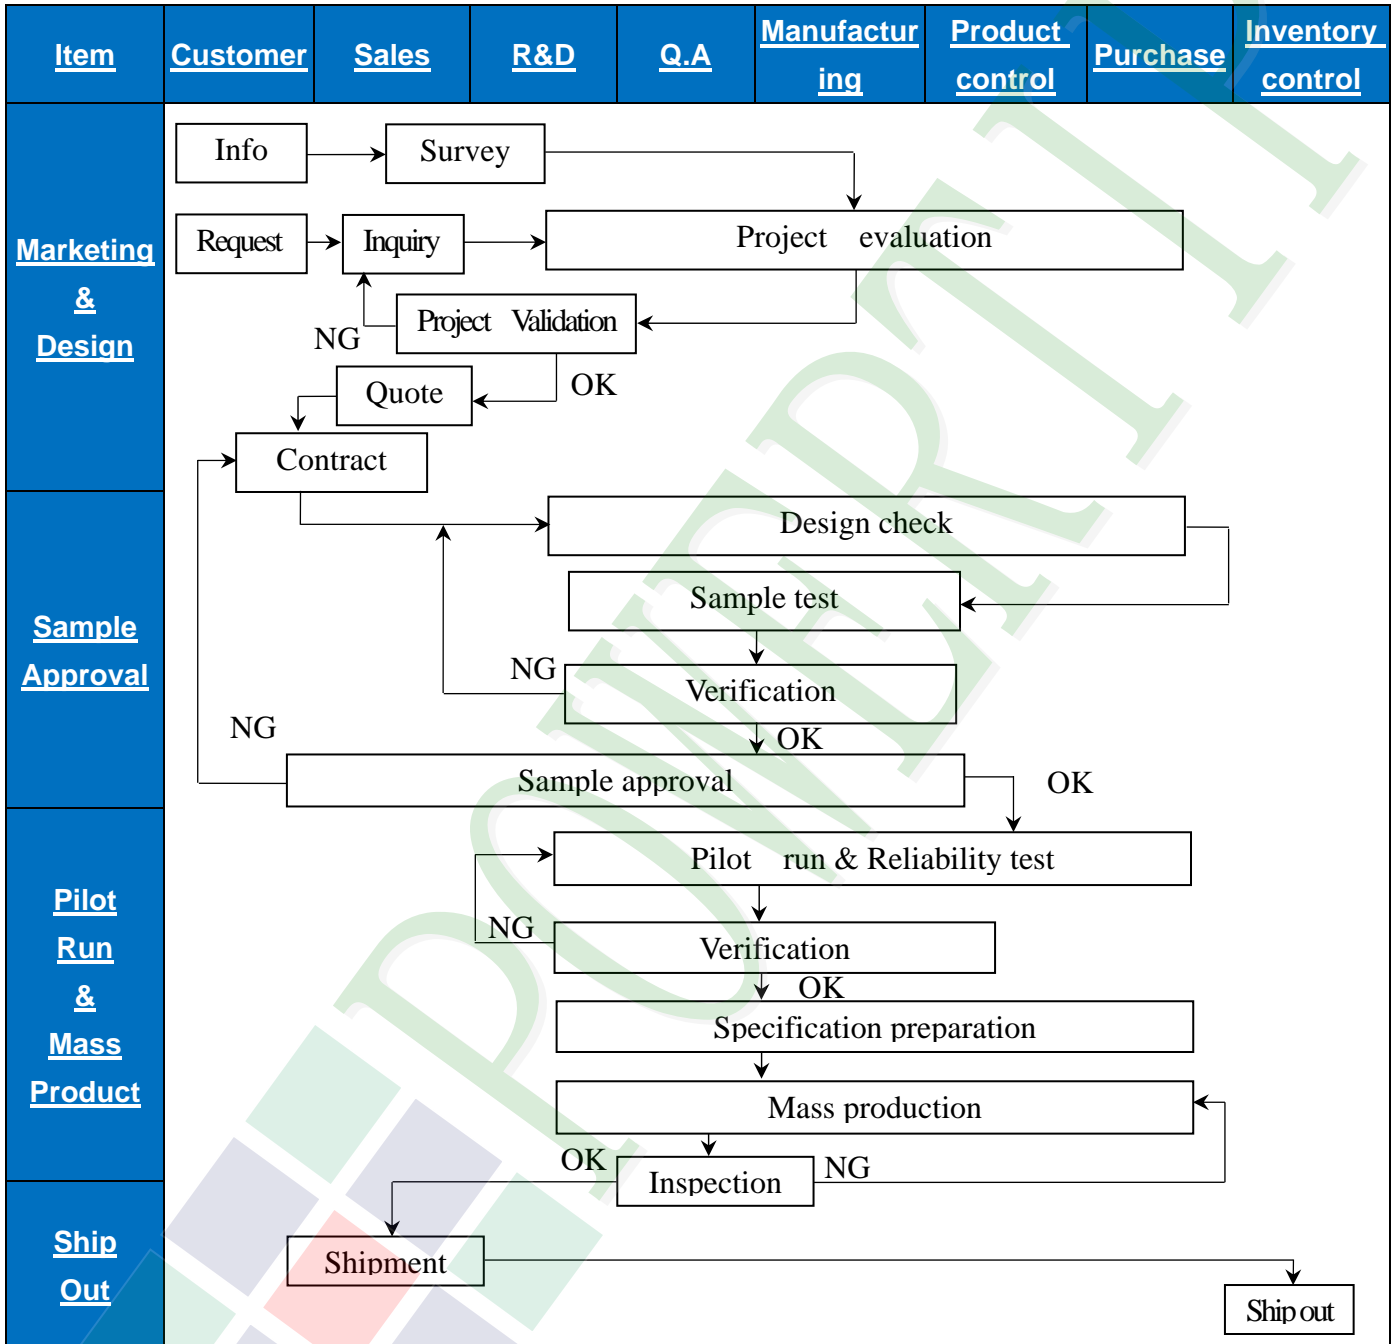 Item
Customer
Sales
R&D
Q.A
Manufactur
ing
Product
control
Purchase
Inventory
control
Marketing
&
Design
Info
Survey
Request
Inquiry
Project evaluation
NG
Project Validation
Quote
OK
Contract
Sample
Approval
Design check
Sample test
NG
Verification
NG
OK
Sample approval
OK
Pilot
Run
&
Mass
Product
Pilot run & Reliability test
NG
Verification
OK
Specification preparation
Mass production
OK
Inspection
NG
Ship
Out
Shipment
Ship out
POWERTIP